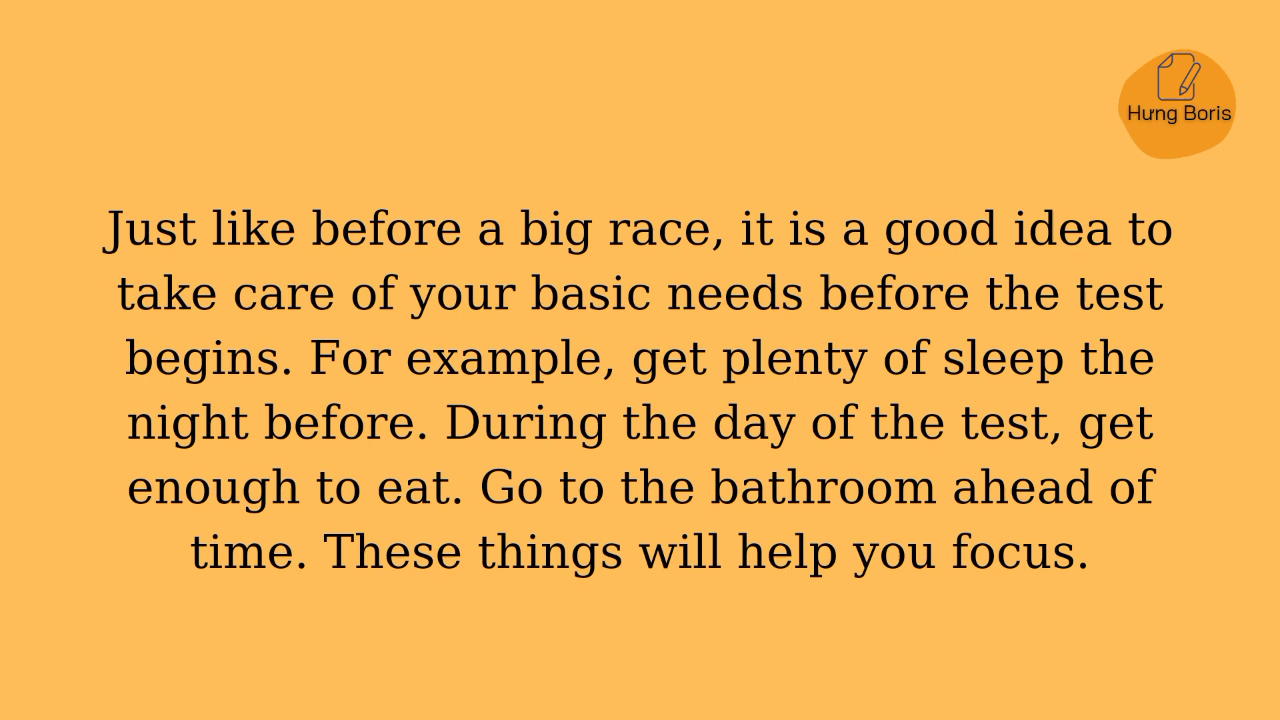 Hưng Boris
Just like before a big race, it is a good idea to
take care of your basic needs before the test
begins. For example, get plenty of sleep the
night before. During the day of the test, get
enough to eat. Go to the bathroom ahead of
time. These things will help you focus.